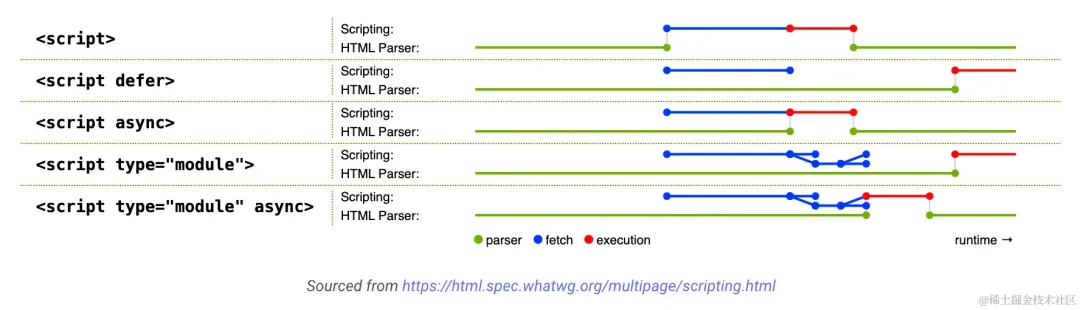 <script>
Scripting:
HTML Parser:
<script defer>
Scripting:
HTML Parser:
<script async>
Scripting:
HTML Parser:
<script type="module">
Scripting:
HTML Parser:
<script type="module" async>
Scripting:
HTML Parser:
parser fetch execution runtime →
Sourced from https://html.spec.whatwg.org/multipage/scripting.html
@稀土掘金技术社区